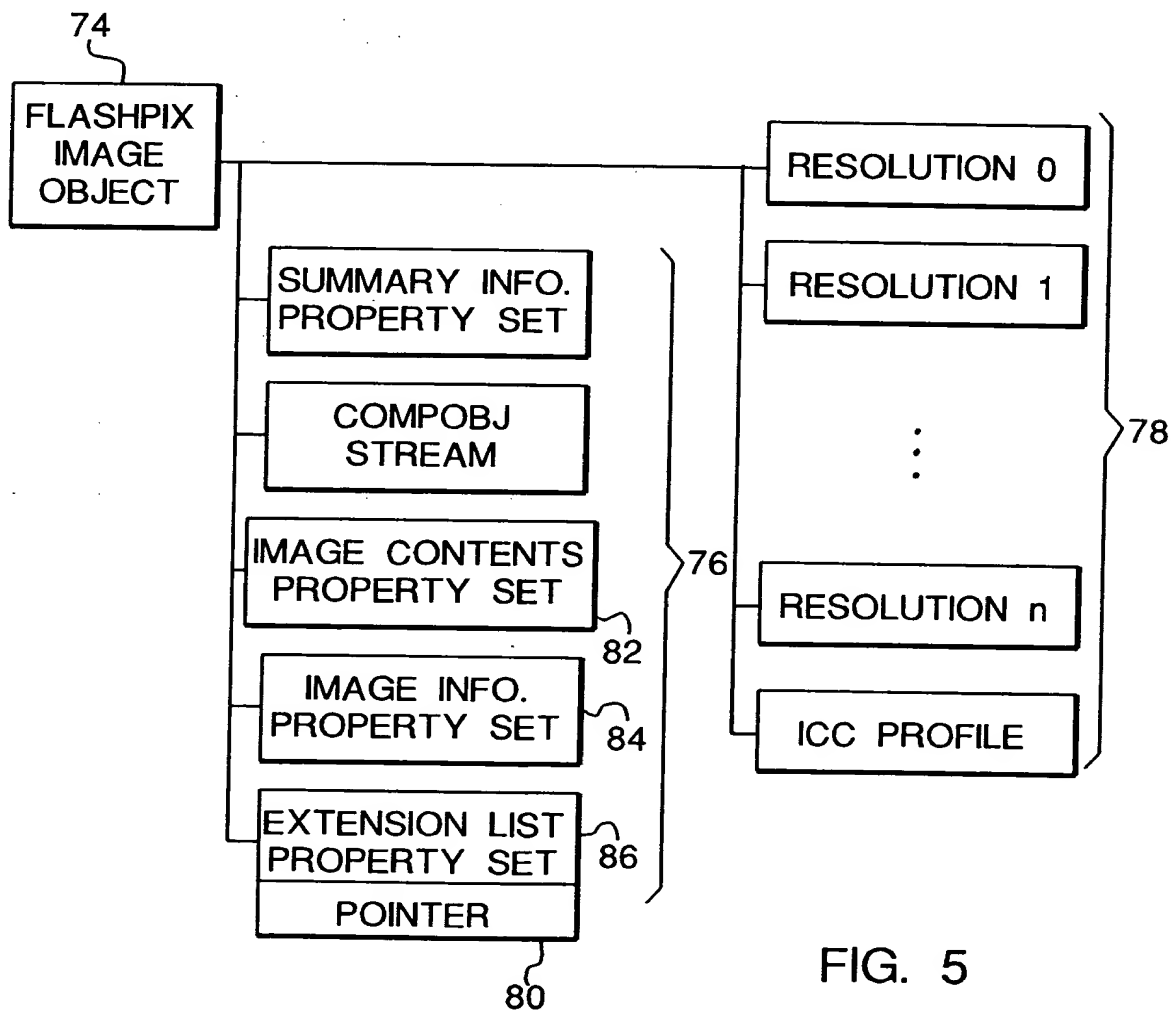 74
FLASHPIX
IMAGE
OBJECT
SUMMARY INFO.
PROPERTY SET
COMPOBJ
STREAM
IMAGE CONTENTS
PROPERTY SET
82
IMAGE INFO.
PROPERTY SET
84
EXTENSION LIST
PROPERTY SET
86
POINTER
80
76
RESOLUTION 0
RESOLUTION 1
RESOLUTION n
ICC PROFILE
78
FIG. 5